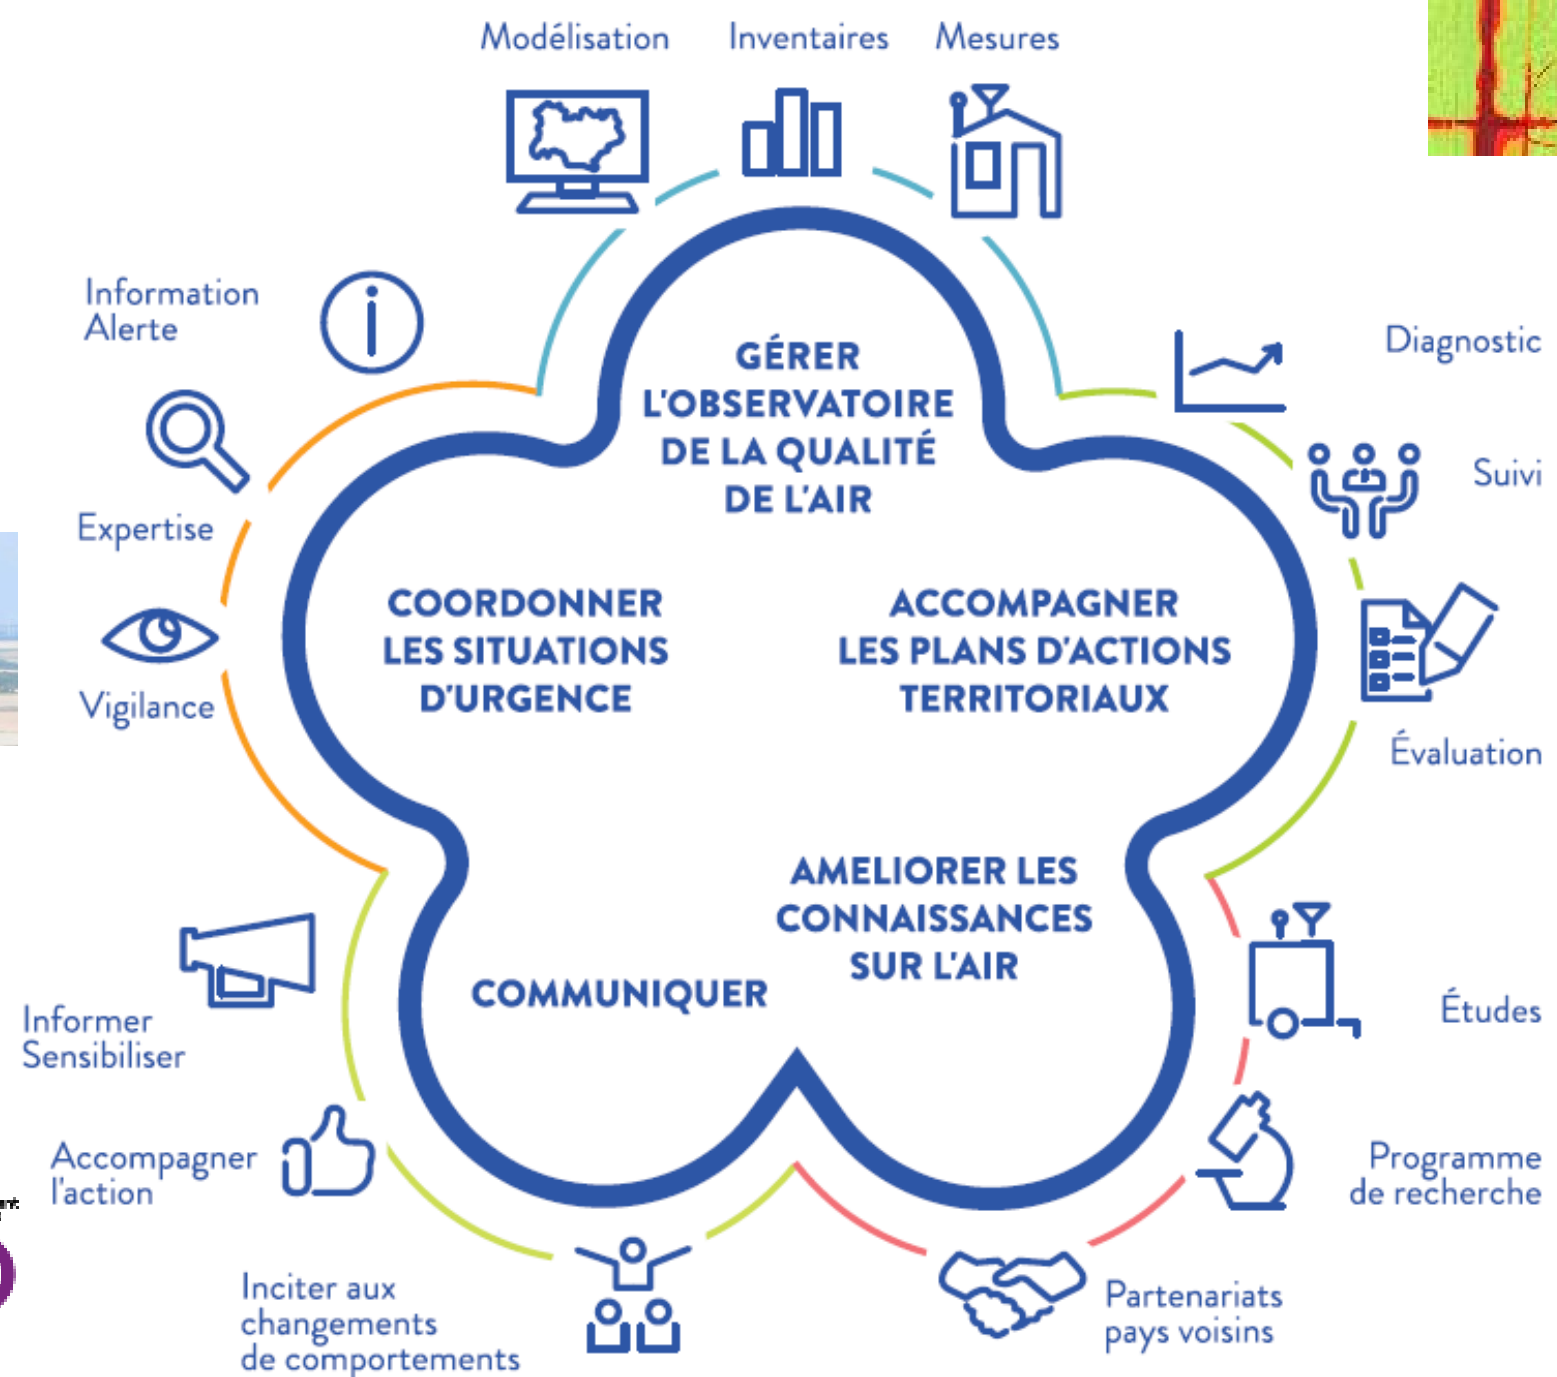 Modélisation
Inventaires
Mesures
Information
Alerte
Expertise
Vigilance
Diagnostic
Suivi
Évaluation
GÉRER
L'OBSERVATOIRE
DE LA QUALITÉ
DE L'AIR
COORDONNER
LES SITUATIONS
D'URGENCE
ACCOMPAGNER
LES PLANS D'ACTIONS
TERRITORIAUX
AMELIORER LES
CONNAISSANCES
SUR L'AIR
COMMUNIQUER
Informer
Sensibiliser
Accompagner
l'action
Inciter aux
changements
de comportements
Études
Programme
de recherche
Partenariats
pays voisins